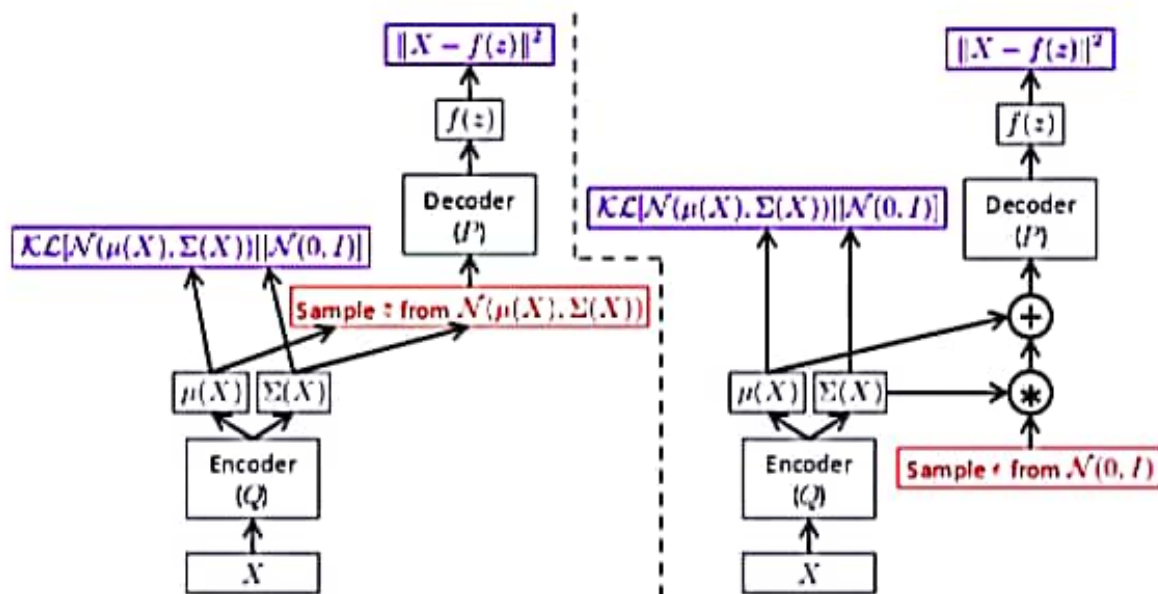 ‖X − f(z)‖²
f(z)
Decoder
(P)
𝒦ℒ[𝒩(μ(X), Σ(X))||𝒩(0, I)]
Sample z from 𝒩(μ(X), Σ(X))
μ(X)
Σ(X)
Encoder
(Q)
X
‖X − f(z)‖²
f(z)
Decoder
(P)
𝒦ℒ[𝒩(μ(X), Σ(X))||𝒩(0, I)]
+
*
μ(X)
Σ(X)
Encoder
(Q)
Sample ϵ from 𝒩(0, I)
X